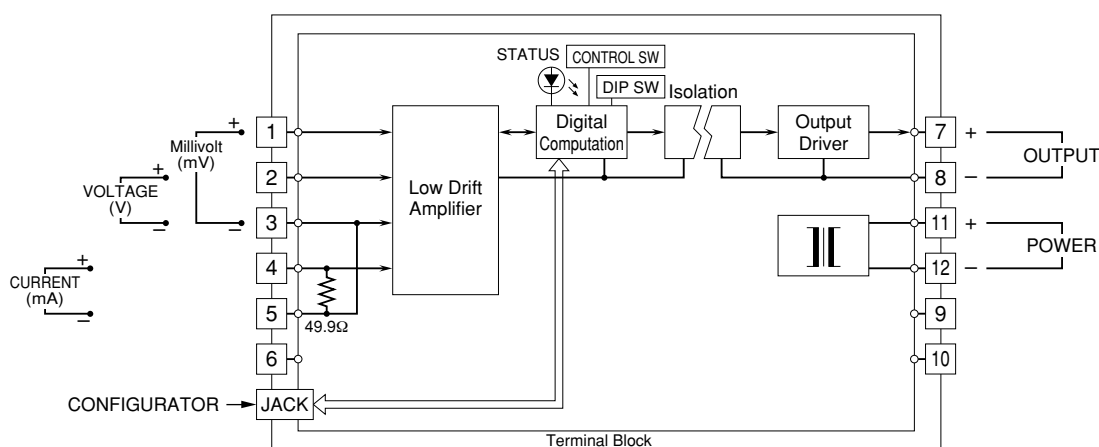 STATUS
CONTROL SW
DIP SW
Isolation
Digital
Computation
Output
Driver
Low Drift
Amplifier
Millivolt
(mV)
+
–
VOLTAGE
(V)
+
–
CURRENT
(mA)
+
–
1
2
3
4
5
6
49.9Ω
7
+
8
–
OUTPUT
11
+
12
–
POWER
9
10
CONFIGURATOR
JACK
Terminal Block